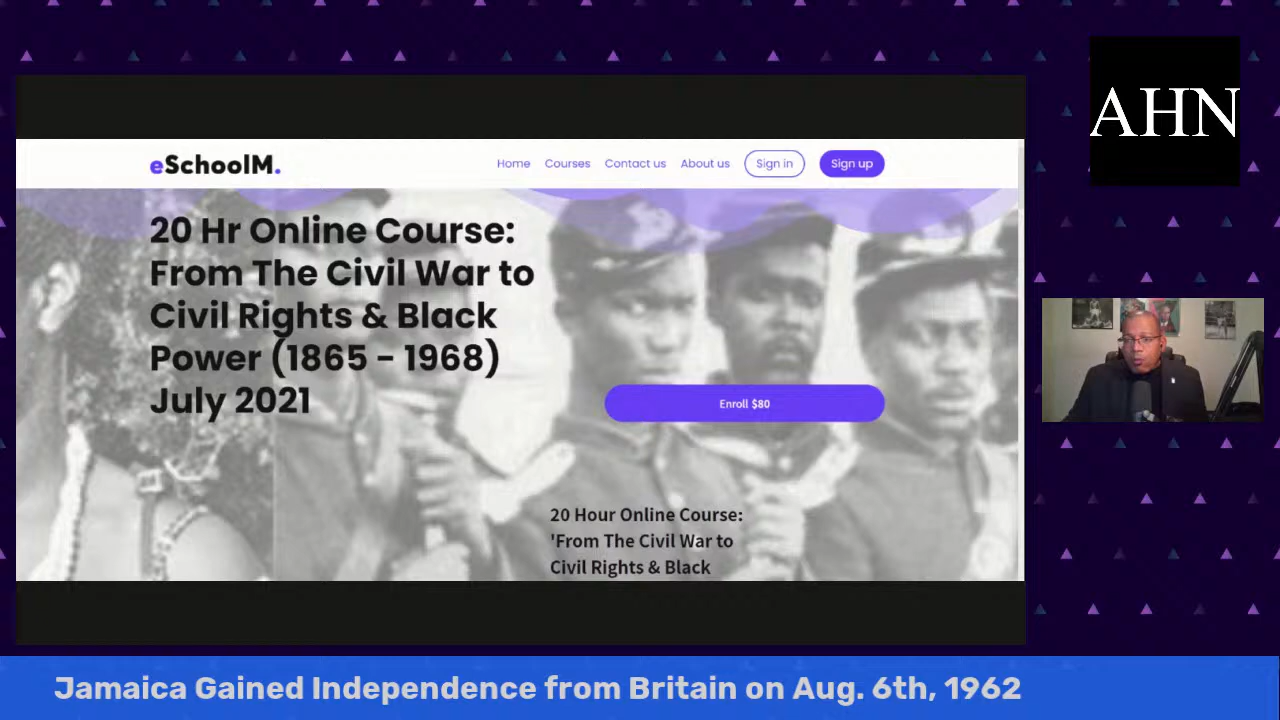 AHN
eSchoolM.
Home Courses Contact us About us Sign in Sign up
20 Hr Online Course:
From The Civil War to
Civil Rights & Black
Power (1865 - 1968)
July 2021
Enroll $80
20 Hour Online Course:
'From The Civil War to
Civil Rights & Black
Jamaica Gained Independence from Britain on Aug. 6th, 1962